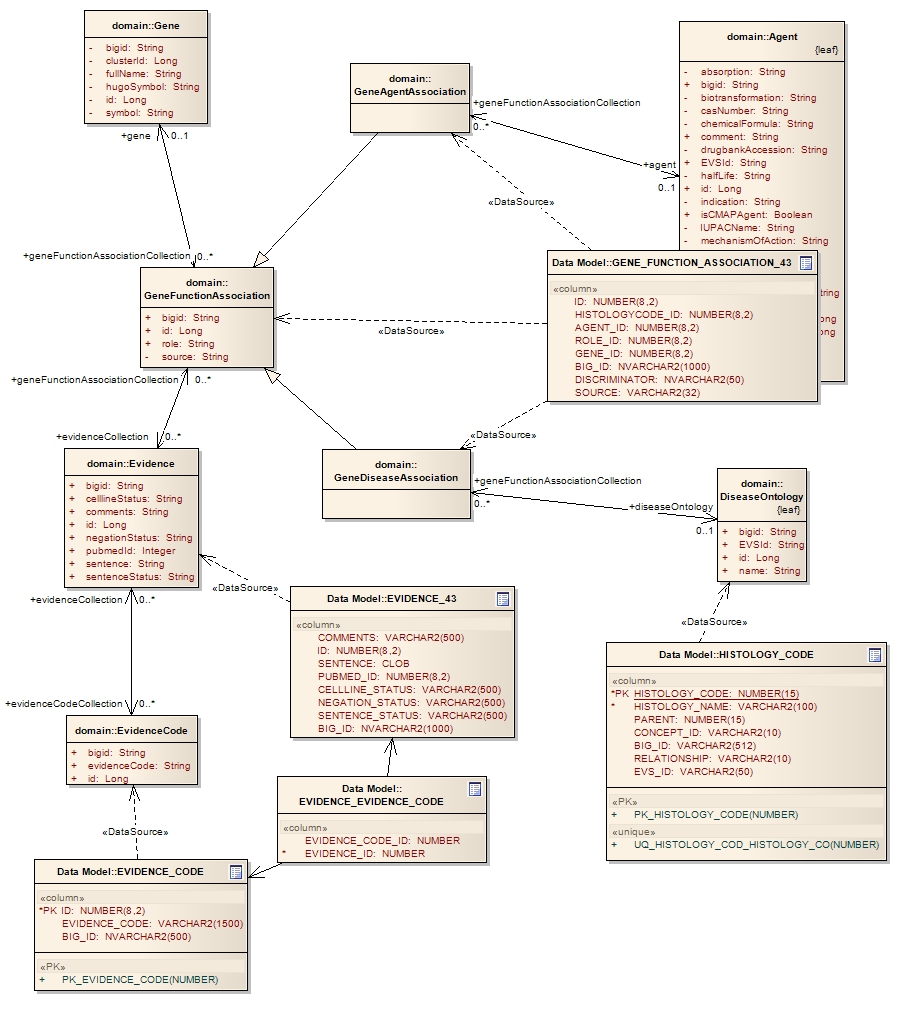 domain::Gene
- bigid: String
- clusterId: Long
- fullName: String
- hugoSymbol: String
- id: Long
- symbol: String
+gene
0..1
domain::
GeneAgentAssociation
+geneFunctionAssociationCollection
0..*
domain::Agent
{leaf}
- absorption: String
+ bigid: String
- biotransformation: String
- casNumber: String
- chemicalFormula: String
+ comment: String
- drugbankAccession: String
+ EVSId: String
- halfLife: String
+ id: Long
- indication: String
+ isCMAPAgent: Boolean
- IUPACName: String
- mechanismOfAction: String
tring
ong
ong
+agent
0..1
«DataSource»
+geneFunctionAssociationCollection
0..*
domain::
GeneFunctionAssociation
+ bigid: String
+ id: Long
+ role: String
- source: String
«DataSource»
Data Model::GENE_FUNCTION_ASSOCIATION_43
«column»
ID: NUMBER(8,2)
HISTOLOGYCODE_ID: NUMBER(8,2)
AGENT_ID: NUMBER(8,2)
ROLE_ID: NUMBER(8,2)
GENE_ID: NUMBER(8,2)
BIG_ID: NVARCHAR2(1000)
DISCRIMINATOR: NVARCHAR2(50)
SOURCE: VARCHAR2(32)
+geneFunctionAssociationCollection
0..*
+evidenceCollection
0..*
«DataSource»
domain::Evidence
+ bigid: String
+ celllineStatus: String
+ comments: String
+ id: Long
+ negationStatus: String
+ pubmedId: Integer
+ sentence: String
+ sentenceStatus: String
domain::
GeneDiseaseAssociation
+geneFunctionAssociationCollection
0..*
+diseaseOntology
0..1
domain::
DiseaseOntology
{leaf}
+ bigid: String
+ EVSId: String
+ id: Long
+ name: String
«DataSource»
+evidenceCollection
0..*
Data Model::EVIDENCE_43
«column»
COMMENTS: VARCHAR2(500)
ID: NUMBER(8,2)
SENTENCE: CLOB
PUBMED_ID: NUMBER(8,2)
CELLLINE_STATUS: VARCHAR2(500)
NEGATION_STATUS: VARCHAR2(500)
SENTENCE_STATUS: VARCHAR2(500)
BIG_ID: NVARCHAR2(1000)
«DataSource»
Data Model::HISTOLOGY_CODE
«column»
*PK HISTOLOGY_CODE: NUMBER(15)
* HISTOLOGY_NAME: VARCHAR2(100)
PARENT: NUMBER(15)
CONCEPT_ID: VARCHAR2(10)
BIG_ID: VARCHAR2(512)
RELATIONSHIP: VARCHAR2(10)
EVS_ID: VARCHAR2(50)
«PK»
+ PK_HISTOLOGY_CODE(NUMBER)
«unique»
+ UQ_HISTOLOGY_COD_HISTOLOGY_CO(NUMBER)
+evidenceCodeCollection
0..*
domain::EvidenceCode
+ bigid: String
+ evidenceCode: String
+ id: Long
«DataSource»
Data Model::
EVIDENCE_EVIDENCE_CODE
«column»
EVIDENCE_CODE_ID: NUMBER
* EVIDENCE_ID: NUMBER
Data Model::EVIDENCE_CODE
«column»
*PK ID: NUMBER(8,2)
EVIDENCE_CODE: VARCHAR2(1500)
BIG_ID: NVARCHAR2(500)
«PK»
+ PK_EVIDENCE_CODE(NUMBER)